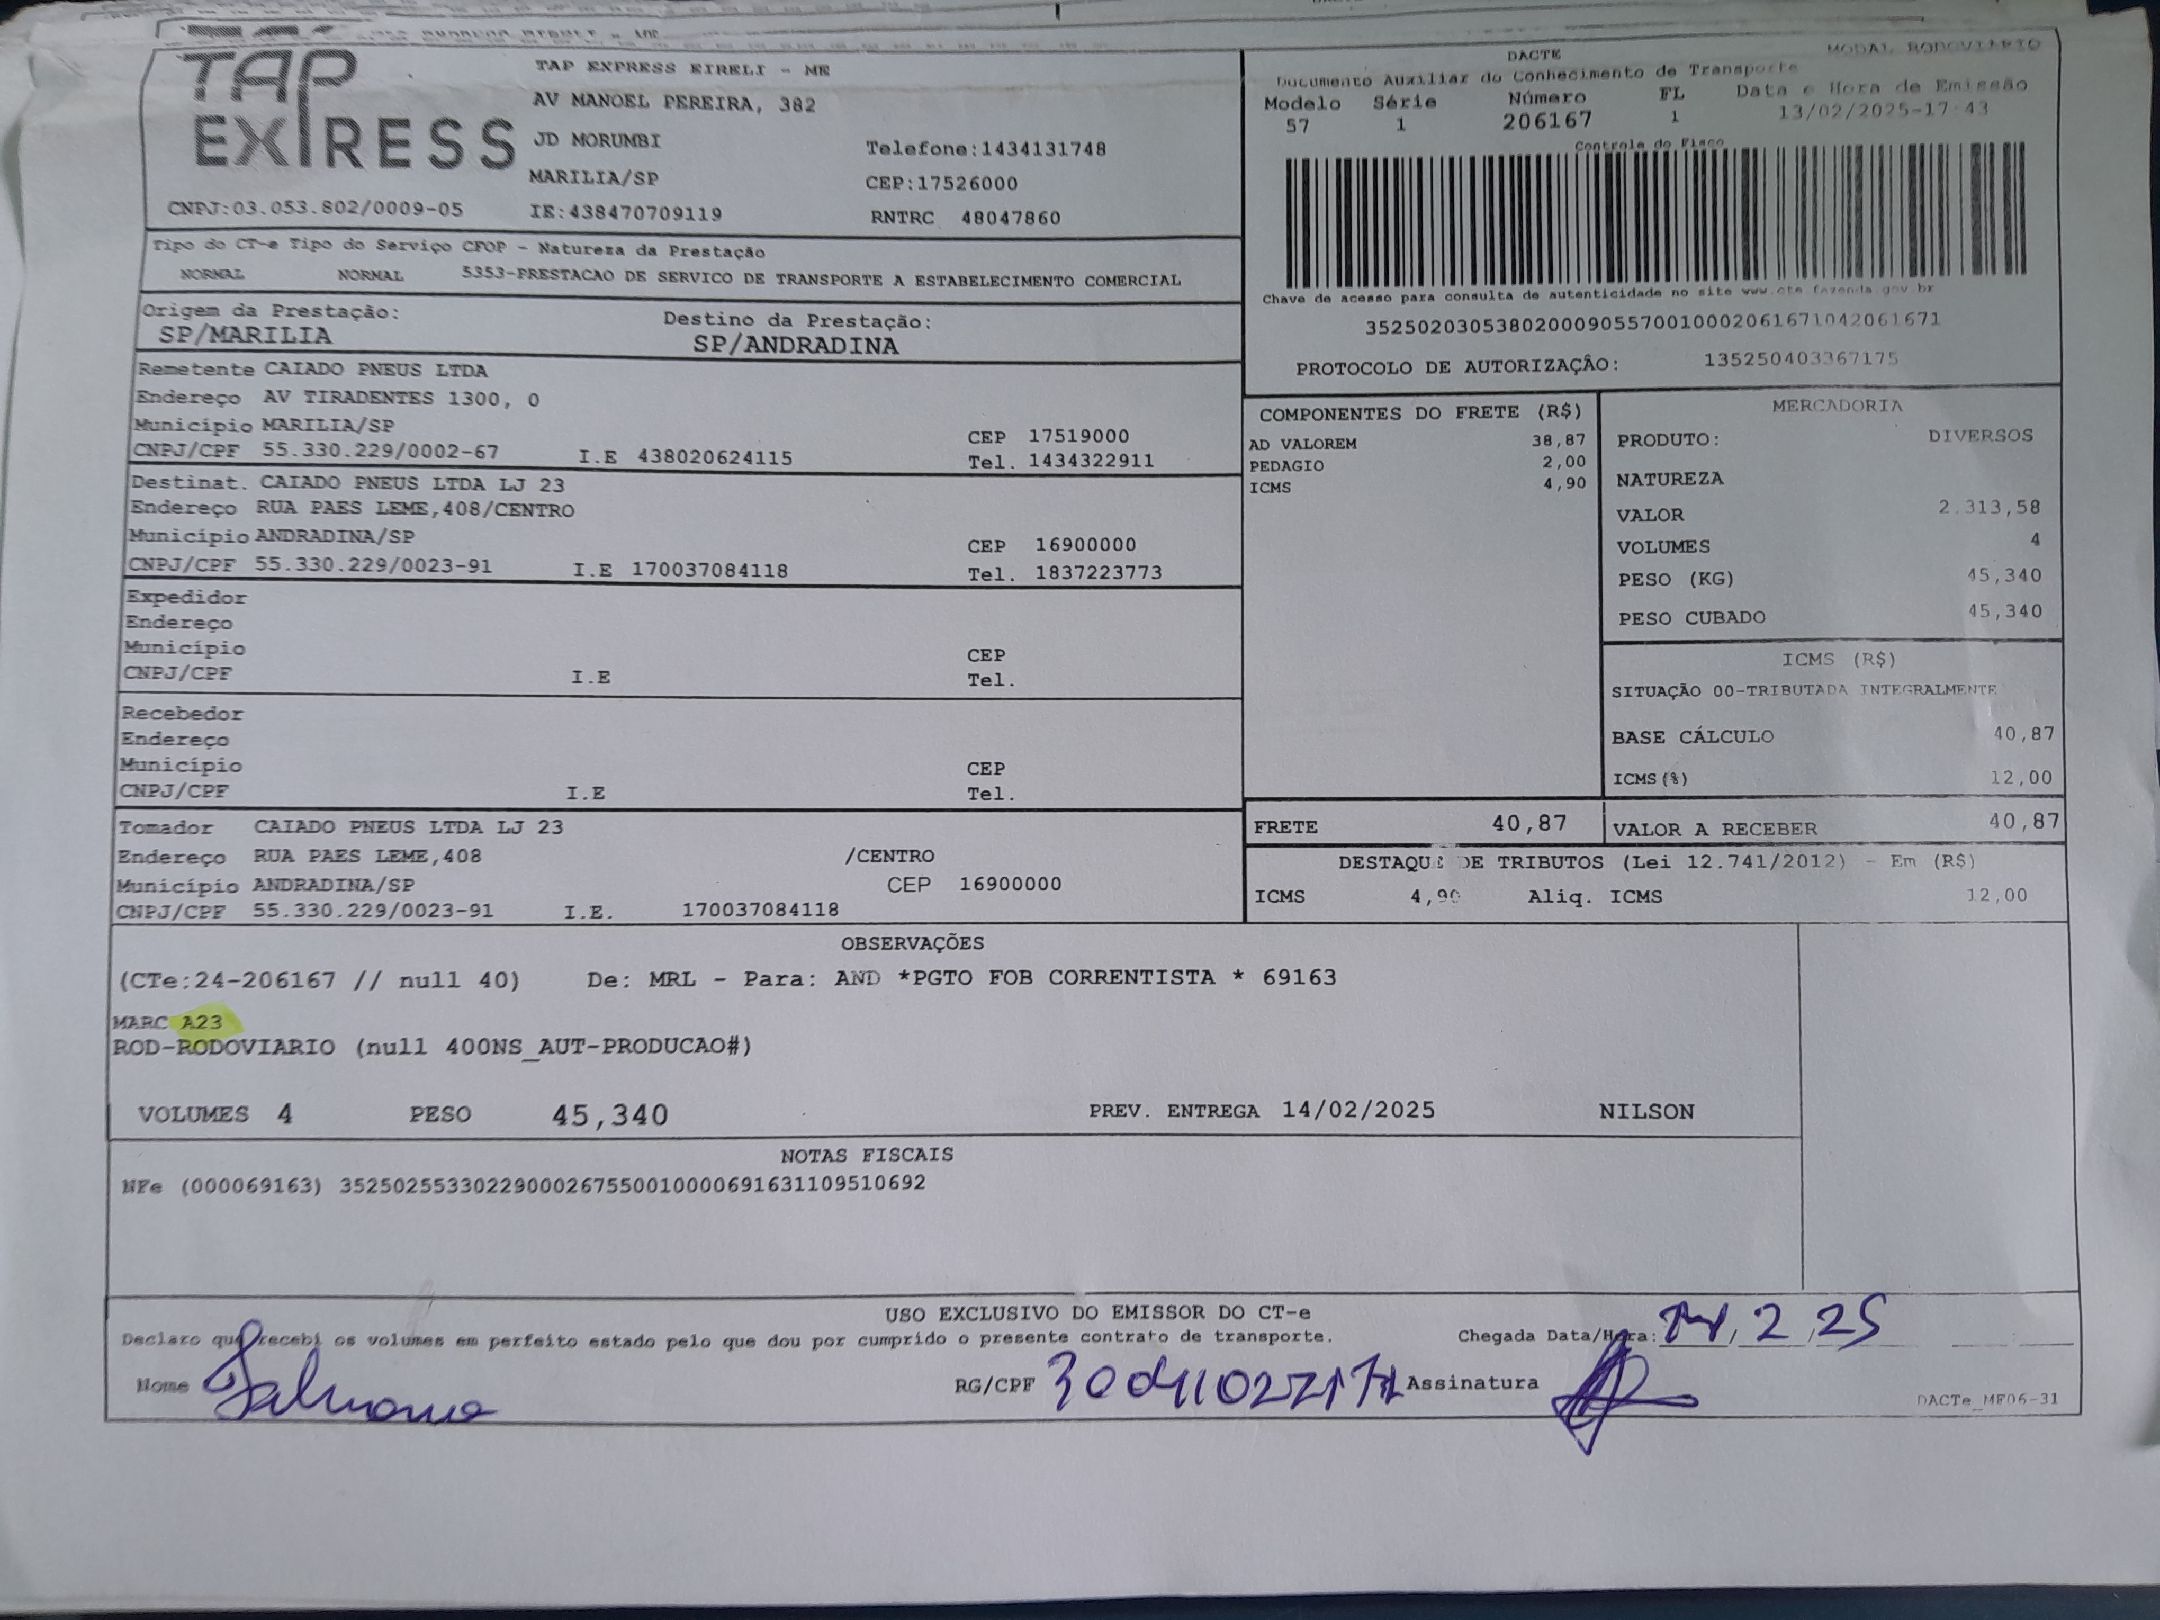 TAP EXPRESS
TAP EXPRESS EIRELI - ME
AV MANOEL PEREIRA, 382
JD MORUMBI
Telefone:1434131748
MARILIA/SP
CEP:17526000
CNPJ:03.053.802/0009-05 IE:438470709119 RNTRC 48047860
MODAL RODOVIARIO
DACTE
Documento Auxiliar do Conhecimento de Transporte
Modelo Série Número FL Data e Hora de Emissão
57 1 206167 1 13/02/2025-17:43
Controle do Fisco
Chave de acesso para consulta de autenticidade no site www.cte.fazenda.gov.br
35250203053802000905570010002061671042061671
PROTOCOLO DE AUTORIZAÇÃO: 135250403367175
Tipo do CT-e Tipo do Serviço CFOP - Natureza da Prestação
NORMAL NORMAL 5353-PRESTACAO DE SERVICO DE TRANSPORTE A ESTABELECIMENTO COMERCIAL
Origem da Prestação: Destino da Prestação:
SP/MARILIA SP/ANDRADINA
Remetente CAIADO PNEUS LTDA
Endereço AV TIRADENTES 1300, 0
Município MARILIA/SP CEP 17519000
CNPJ/CPF 55.330.229/0002-67 I.E 438020624115 Tel. 1434322911
Destinat. CAIADO PNEUS LTDA LJ 23
Endereço RUA PAES LEME,408/CENTRO
Município ANDRADINA/SP CEP 16900000
CNPJ/CPF 55.330.229/0023-91 I.E 170037084118 Tel. 1837223773
Expedidor
Endereço
Município CEP
CNPJ/CPF I.E Tel.
Recebedor
Endereço
Município CEP
CNPJ/CPF I.E Tel.
Tomador CAIADO PNEUS LTDA LJ 23
Endereço RUA PAES LEME,408 /CENTRO
Município ANDRADINA/SP CEP 16900000
CNPJ/CPF 55.330.229/0023-91 I.E. 170037084118
COMPONENTES DO FRETE (R$)
AD VALOREM 38,87
PEDAGIO 2,00
ICMS 4,90
MERCADORIA
PRODUTO: DIVERSOS
NATUREZA
VALOR 2.313,58
VOLUMES 4
PESO (KG) 45,340
PESO CUBADO 45,340
ICMS (R$)
SITUAÇÃO 00-TRIBUTADA INTEGRALMENTE
BASE CÁLCULO 40,87
ICMS(%) 12,00
FRETE 40,87 VALOR A RECEBER 40,87
DESTAQUE DE TRIBUTOS (Lei 12.741/2012) - Em (R$)
ICMS 4,90 Aliq. ICMS 12,00
OBSERVAÇÕES
(CTe:24-206167 // null 40) De: MRL - Para: AND *PGTO FOB CORRENTISTA * 69163
MARC A23
ROD-RODOVIARIO (null 400NS_AUT-PRODUCAO#)
VOLUMES 4 PESO 45,340 PREV. ENTREGA 14/02/2025 NILSON
NOTAS FISCAIS
NFe (000069163) 35250255330229000267550010000691631109510692
USO EXCLUSIVO DO EMISSOR DO CT-e
Declaro que recebi os volumes em perfeito estado pelo que dou por cumprido o presente contrato de transporte. Chegada Data/Hora: 14/2/25
Nome RG/CPF Assinatura
DACTe_MF06-31